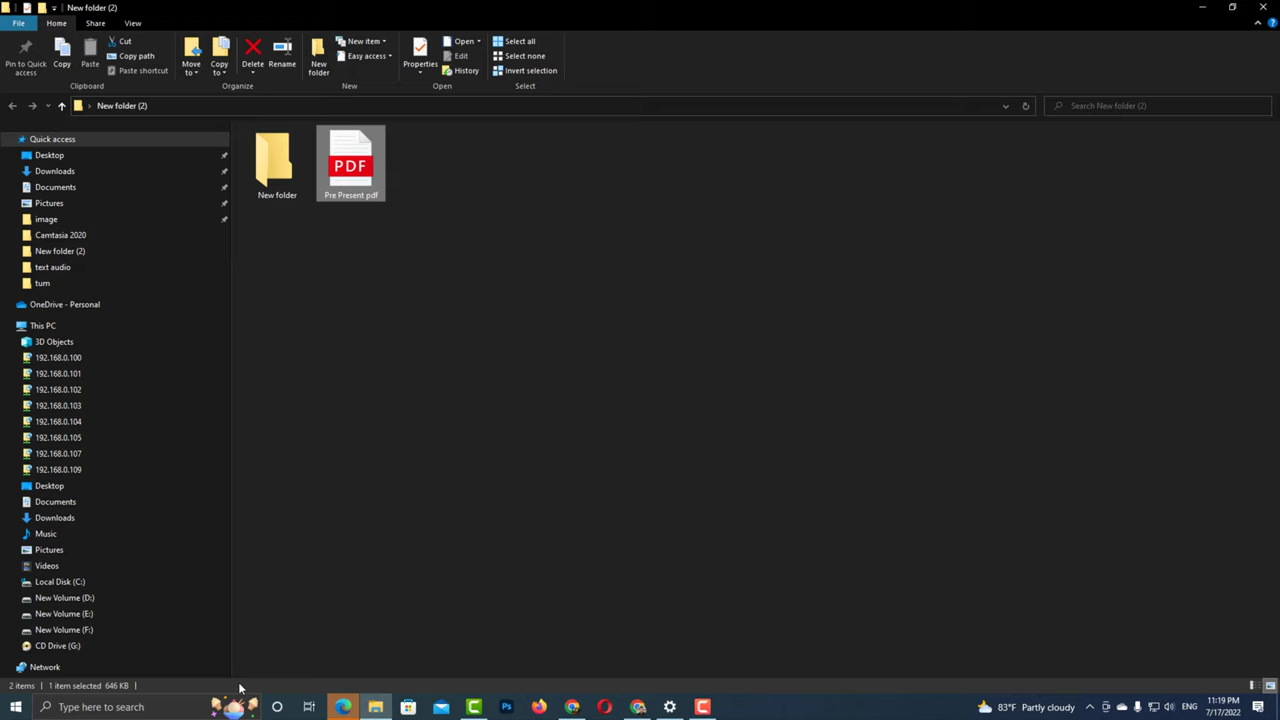 New folder (2)
File
Home
Share
View
Pin to Quick access
Copy
Paste
Cut
Copy path
Paste shortcut
Clipboard
Move to
Copy to
Delete
Rename
Organize
New folder
New item
Easy access
New
Properties
Open
Edit
History
Open
Select all
Select none
Invert selection
Select
New folder (2)
Search New folder (2)
Quick access
Desktop
Downloads
Documents
Pictures
image
Camtasia 2020
New folder (2)
text audio
tum
OneDrive - Personal
This PC
3D Objects
192.168.0.100
192.168.0.101
192.168.0.102
192.168.0.103
192.168.0.104
192.168.0.105
192.168.0.107
192.168.0.109
Desktop
Documents
Downloads
Music
Pictures
Videos
Local Disk (C:)
New Volume (D:)
New Volume (E:)
New Volume (F:)
CD Drive (G:)
Network
New folder
PDF
Pre Present pdf
2 items
1 item selected 646 KB
Type here to search
Ps
83°F Partly cloudy
ENG
11:19 PM
7/17/2022